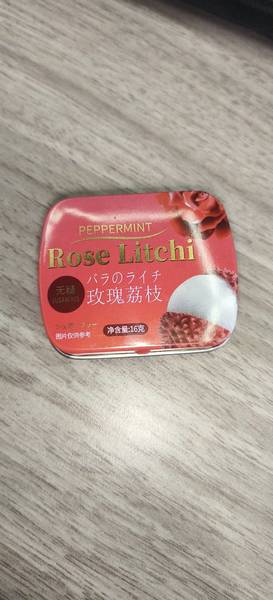 PEPPERMINT
Rose Litchi
无糖
バラのライチ
玫瑰荔枝
图片仅供参考
净含量:16克